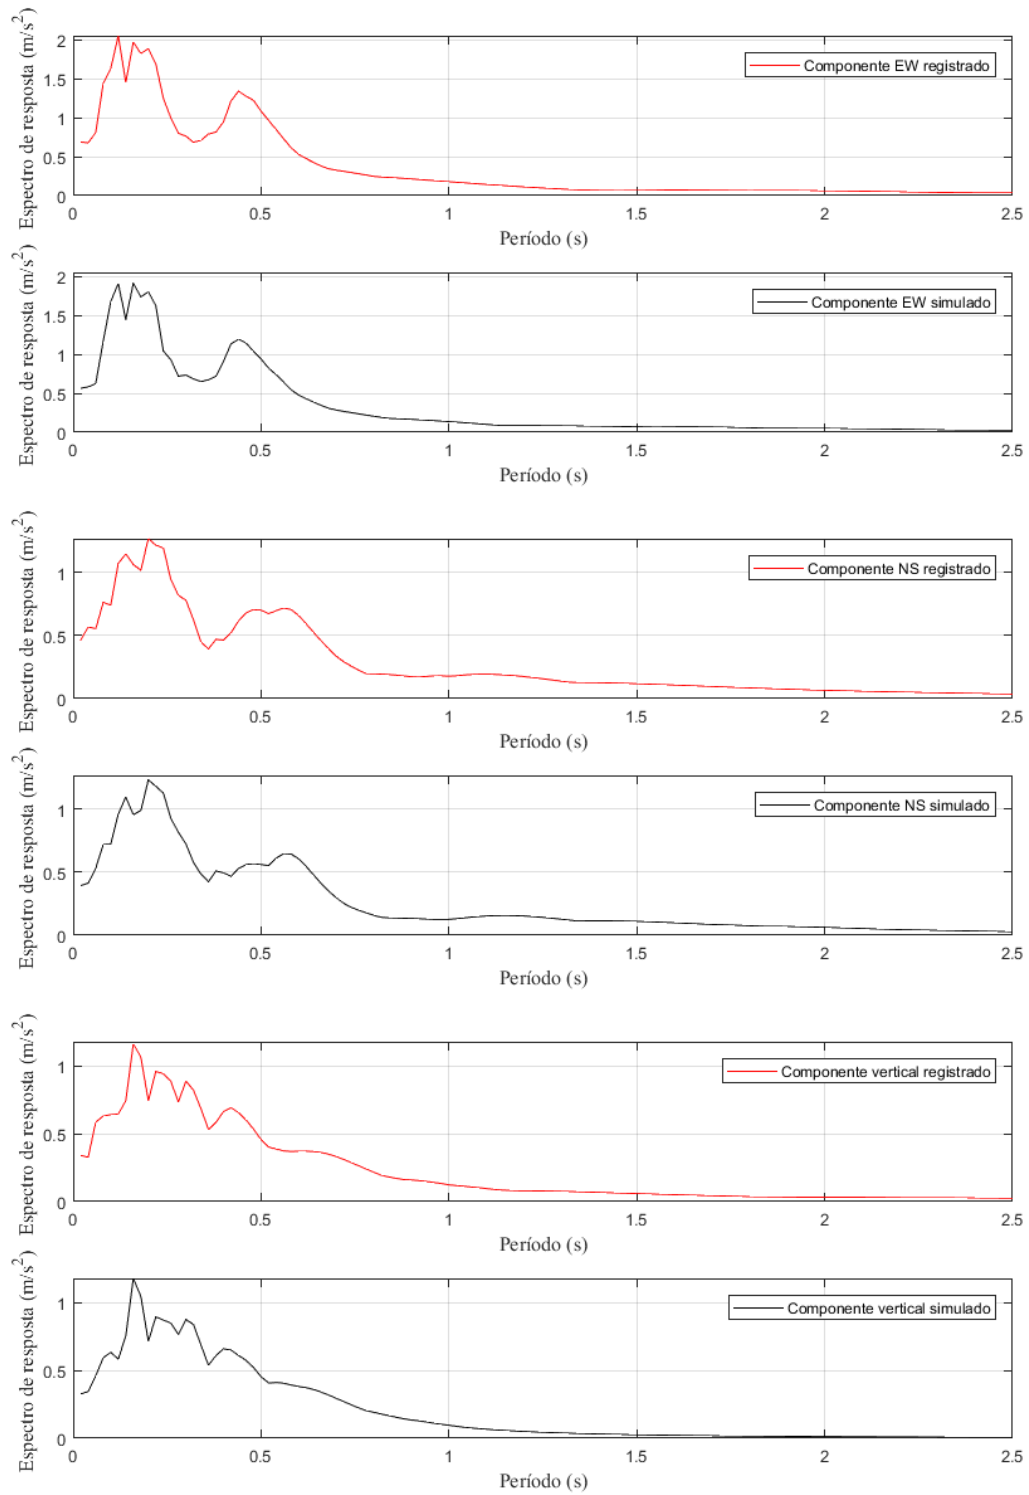 Espectro de resposta (m/s²)
2
1.5
1
0.5
0
Componente EW registrado
0 0.5 1 1.5 2 2.5
Período (s)
Espectro de resposta (m/s²)
2
1.5
1
0.5
0
Componente EW simulado
0 0.5 1 1.5 2 2.5
Período (s)
Espectro de resposta (m/s²)
1
0.5
0
Componente NS registrado
0 0.5 1 1.5 2 2.5
Período (s)
Espectro de resposta (m/s²)
1
0.5
0
Componente NS simulado
0 0.5 1 1.5 2 2.5
Período (s)
Espectro de resposta (m/s²)
1
0.5
0
Componente vertical registrado
0 0.5 1 1.5 2 2.5
Período (s)
Espectro de resposta (m/s²)
1
0.5
0
Componente vertical simulado
0 0.5 1 1.5 2 2.5
Período (s)